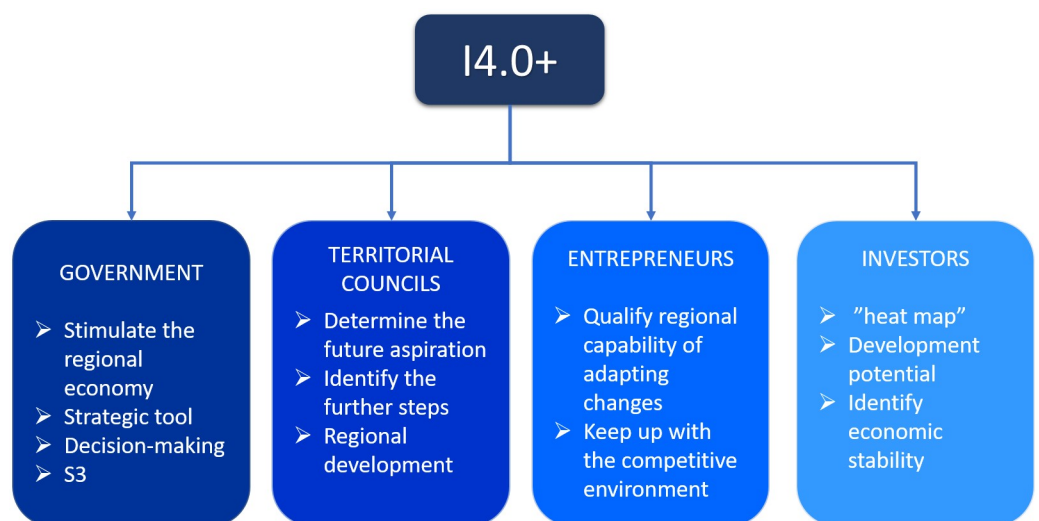 I4.0+
GOVERNMENT
➢ Stimulate the
regional
economy
➢ Strategic tool
➢ Decision-making
➢ S3
TERRITORIAL
COUNCILS
➢ Determine the
future aspiration
➢ Identify the
further steps
➢ Regional
development
ENTREPRENEURS
➢ Qualify regional
capability of
adapting
changes
➢ Keep up with
the competitive
environment
INVESTORS
➢ ”heat map”
➢ Development
potential
➢ Identify
economic
stability